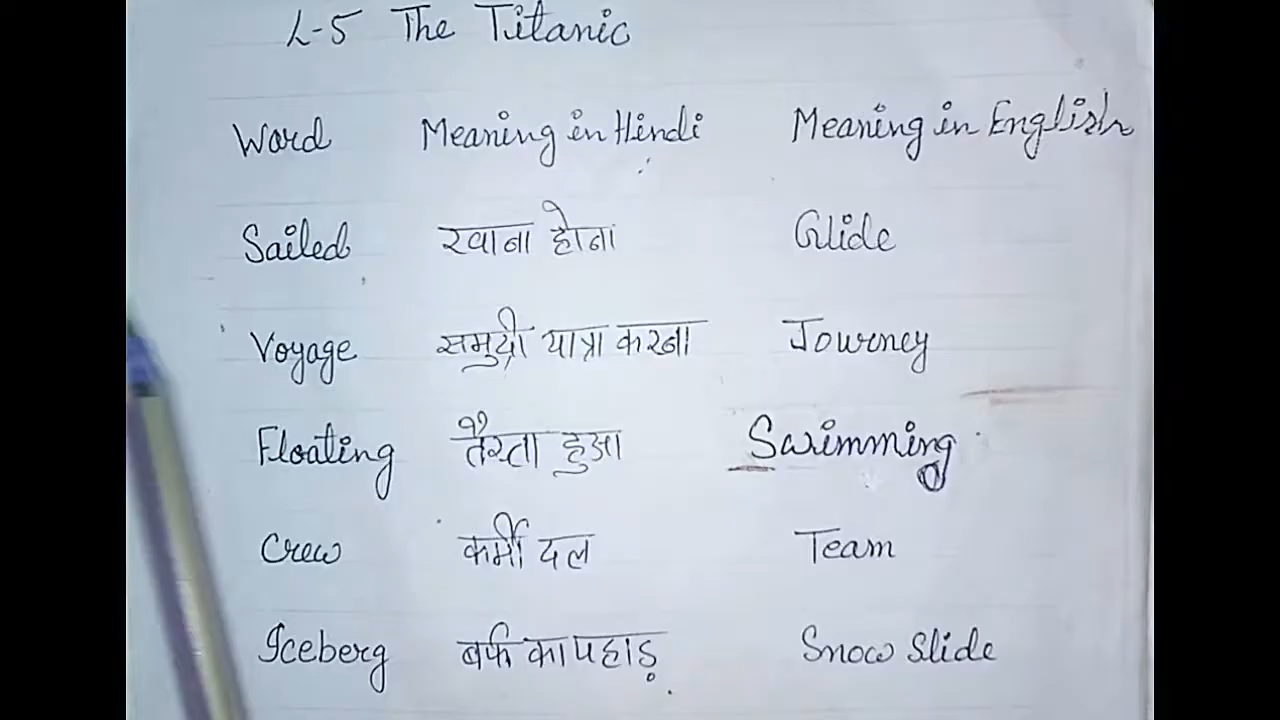 L-5 The Titanic
Word Meaning in Hindi Meaning in English
Sailed रवाना होना Glide
Voyage समुद्री यात्रा करना Journey
Floating तैरता हुआ Swimming
Crew कर्मी दल Team
Iceberg बर्फ का पहाड़ Snow Slide